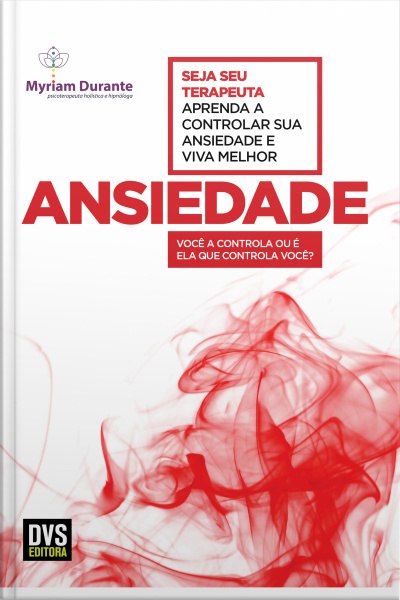 Myriam Durante
psicoterapeuta holística e hipnóloga
SEJA SEU
TERAPEUTA
APRENDA A
CONTROLAR SUA
ANSIEDADE E
VIVA MELHOR
ANSIEDADE
VOCÊ A CONTROLA OU É
ELA QUE CONTROLA VOCÊ?
DVS
EDITORA